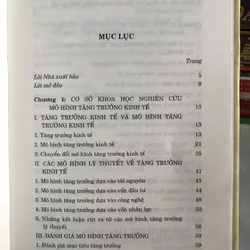 MỤC LỤC
Trang
Lời Nhà xuất bản 5
Lời mở đầu 9
Chương I: CƠ SỞ KHOA HỌC NGHIÊN CỨU
MÔ HÌNH TĂNG TRƯỞNG KINH TẾ 13
I. TĂNG TRƯỞNG KINH TẾ VÀ MÔ HÌNH TĂNG
TRƯỞNG KINH TẾ 13
1. Tăng trưởng kinh tế 13
2. Mô hình tăng trưởng kinh tế 21
3. Chuyển đổi mô hình tăng trưởng kinh tế 31
II. CÁC MÔ HÌNH LÝ THUYẾT VỀ TĂNG TRƯỞNG
KINH TẾ 41
1. Mô hình tăng trưởng dựa vào tài nguyên 41
2. Mô hình tăng trưởng dựa vào vốn đầu tư
3. Mô hình tăng trưởng dựa vào công nghệ
4. Mô hình tăng trưởng dựa vào vốn nhân lực
5. Những kết luận rút ra từ các mô hình tăng trưởng
lý thuyết 56
III. ĐÁNH GIÁ MÔ HÌNH TĂNG TRƯỞNG
1. Đánh giá mục tiêu tăng trưởng